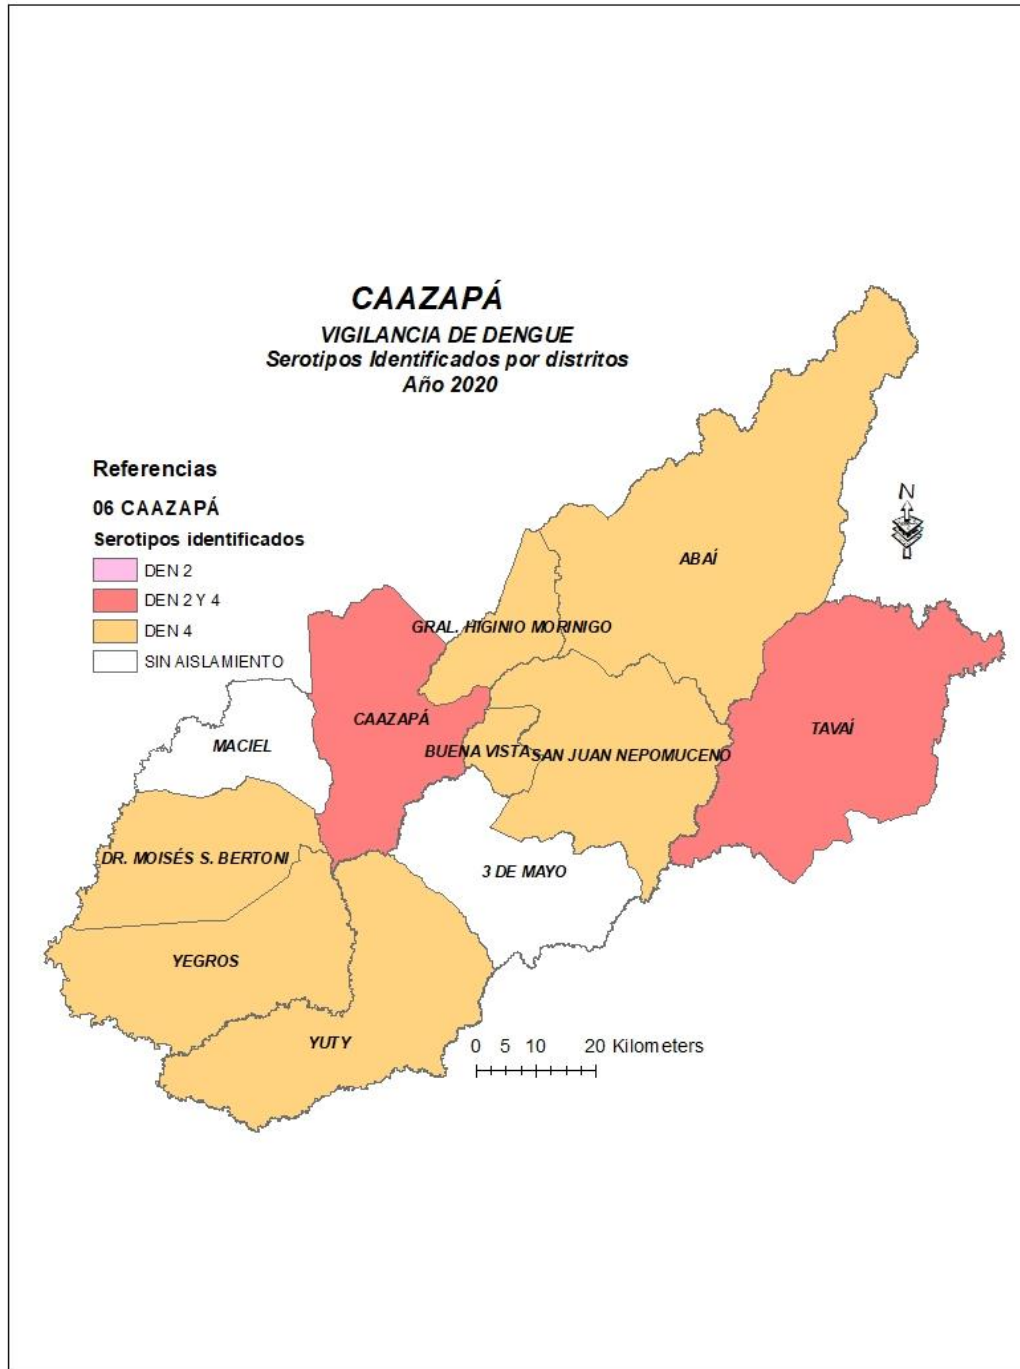 CAAZAPÁ
VIGILANCIA DE DENGUE
Serotipos Identificados por distritos
Año 2020
Referencias
06 CAAZAPÁ
Serotipos identificados
DEN 2
DEN 2 Y 4
DEN 4
SIN AISLAMIENTO
N
ABAÍ
GRAL. HIGINIO MORINIGO
CAAZAPÁ
TAVAÍ
MACIEL
BUENA VISTA
SAN JUAN NEPOMUCENO
DR. MOISÉS S. BERTONI
3 DE MAYO
YEGROS
YUTY
0 5 10 20 Kilometers